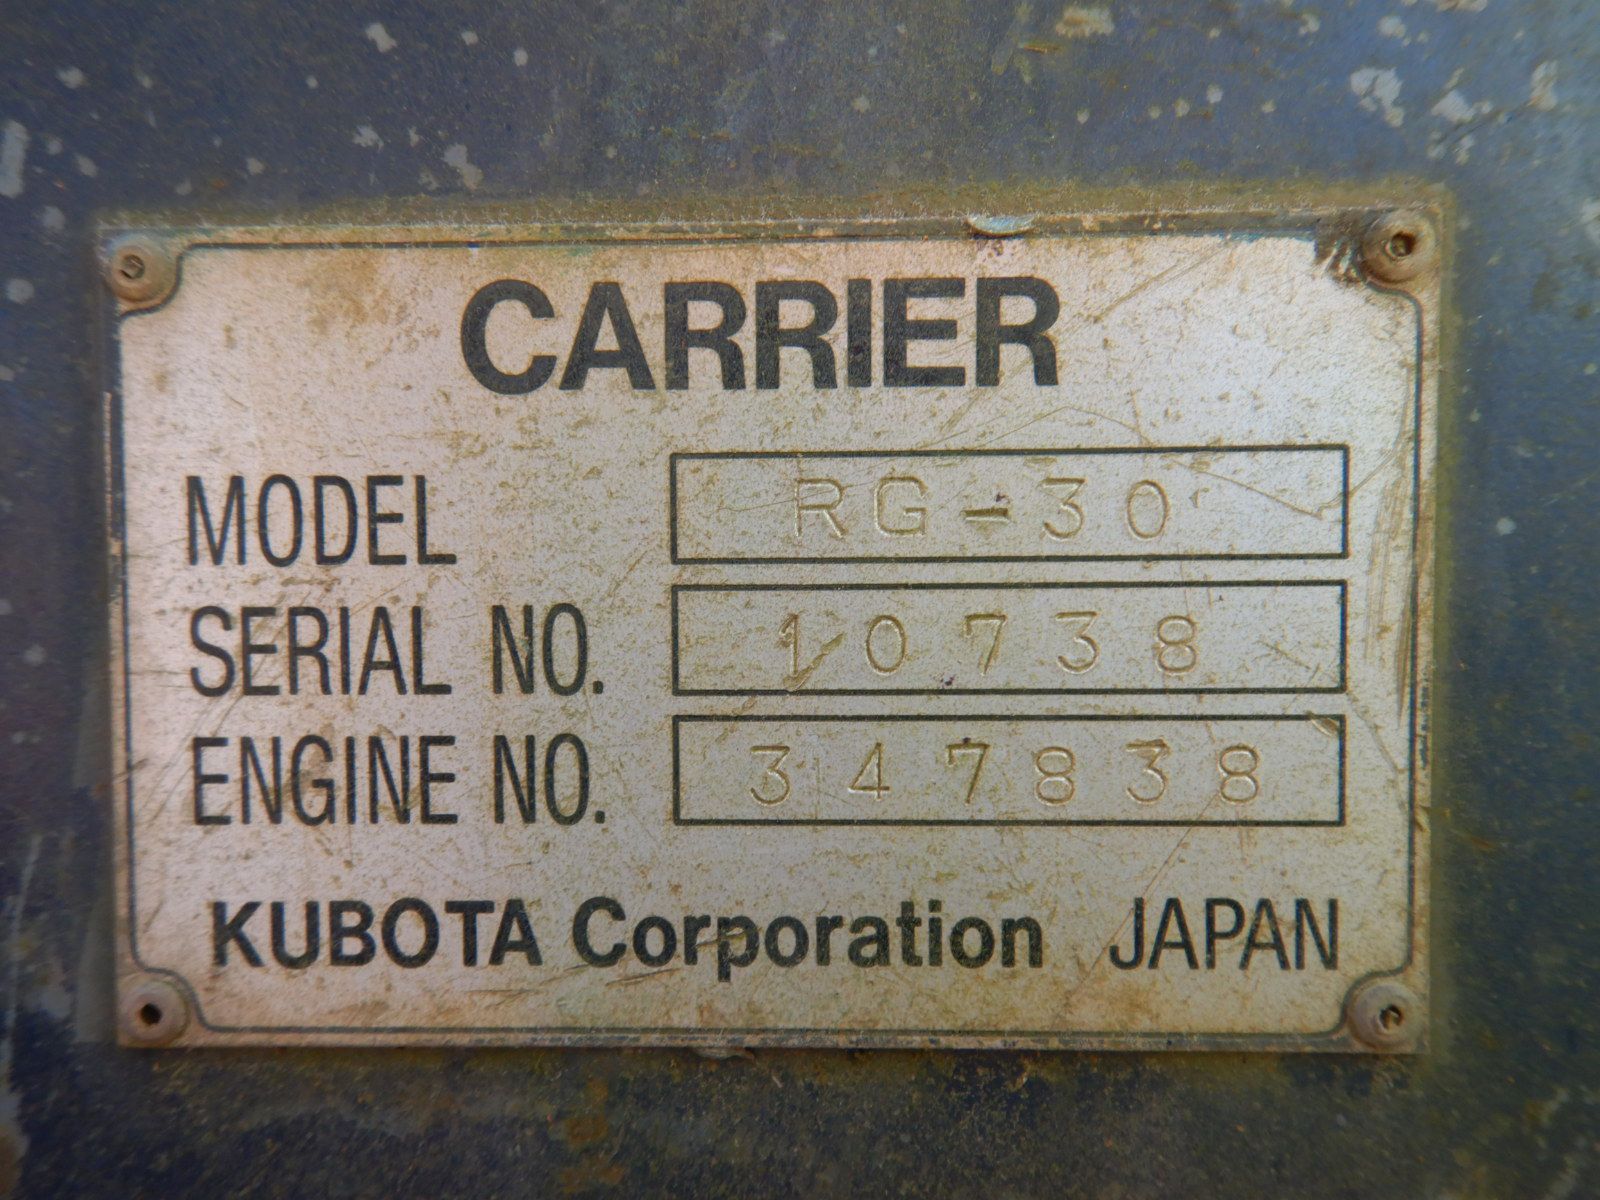 CARRIER
MODEL RG-30
SERIAL NO. 10738
ENGINE NO. 347838
KUBOTA Corporation JAPAN